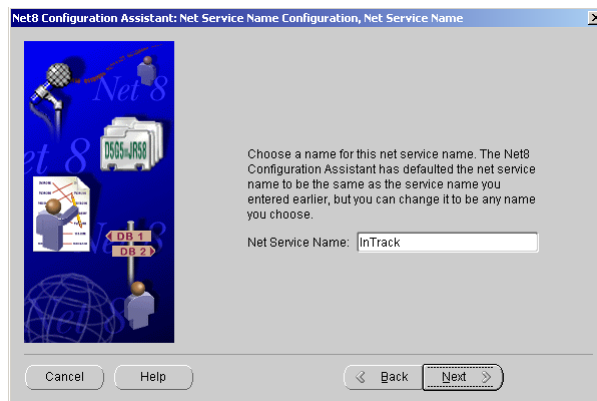 Net8 Configuration Assistant: Net Service Name Configuration, Net Service Name
Net 8
et 8
D5G5-JR58
DB 1
DB 2
Net 8
Choose a name for this net service name. The Net8
Configuration Assistant has defaulted the net service
name to be the same as the service name you
entered earlier, but you can change it to be any name
you choose.
Net Service Name: InTrack
Cancel
Help
Back
Next